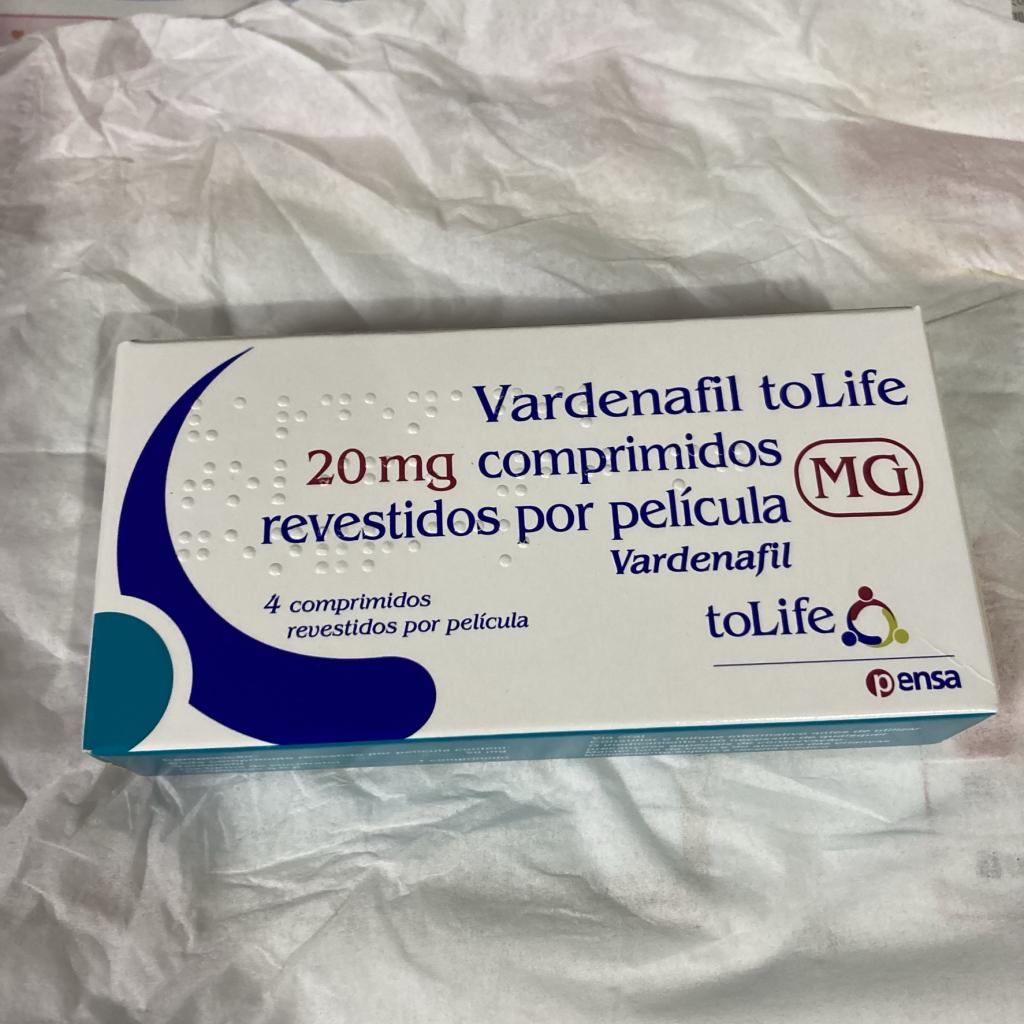 Vardenafil toLife
20 mg comprimidos
revestidos por película
MG
Vardenafil
4 comprimidos
revestidos por película
toLife
pensa